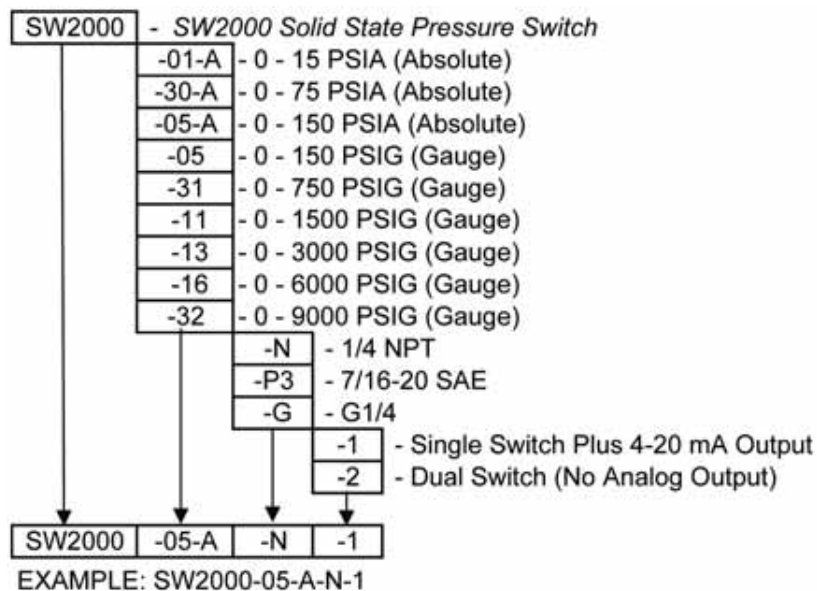 SW2000 - SW2000 Solid State Pressure Switch
-01-A - 0 - 15 PSIA (Absolute)
-30-A - 0 - 75 PSIA (Absolute)
-05-A - 0 - 150 PSIA (Absolute)
-05 - 0 - 150 PSIG (Gauge)
-31 - 0 - 750 PSIG (Gauge)
-11 - 0 - 1500 PSIG (Gauge)
-13 - 0 - 3000 PSIG (Gauge)
-16 - 0 - 6000 PSIG (Gauge)
-32 - 0 - 9000 PSIG (Gauge)
-N - 1/4 NPT
-P3 - 7/16-20 SAE
-G - G1/4
-1 - Single Switch Plus 4-20 mA Output
-2 - Dual Switch (No Analog Output)
SW2000 -05-A -N -1
EXAMPLE: SW2000-05-A-N-1